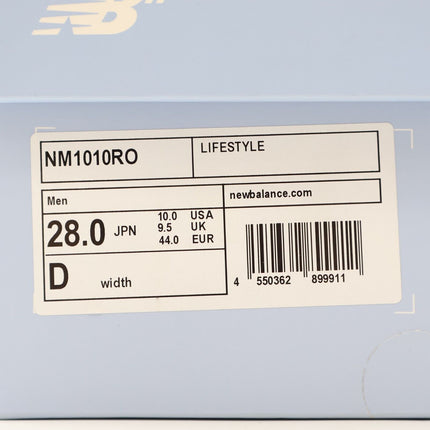 NB
NM1010RO
LIFESTYLE
Men
newbalance.com
28.0 JPN
10.0 USA
9.5 UK
44.0 EUR
D width
4 550362 899911